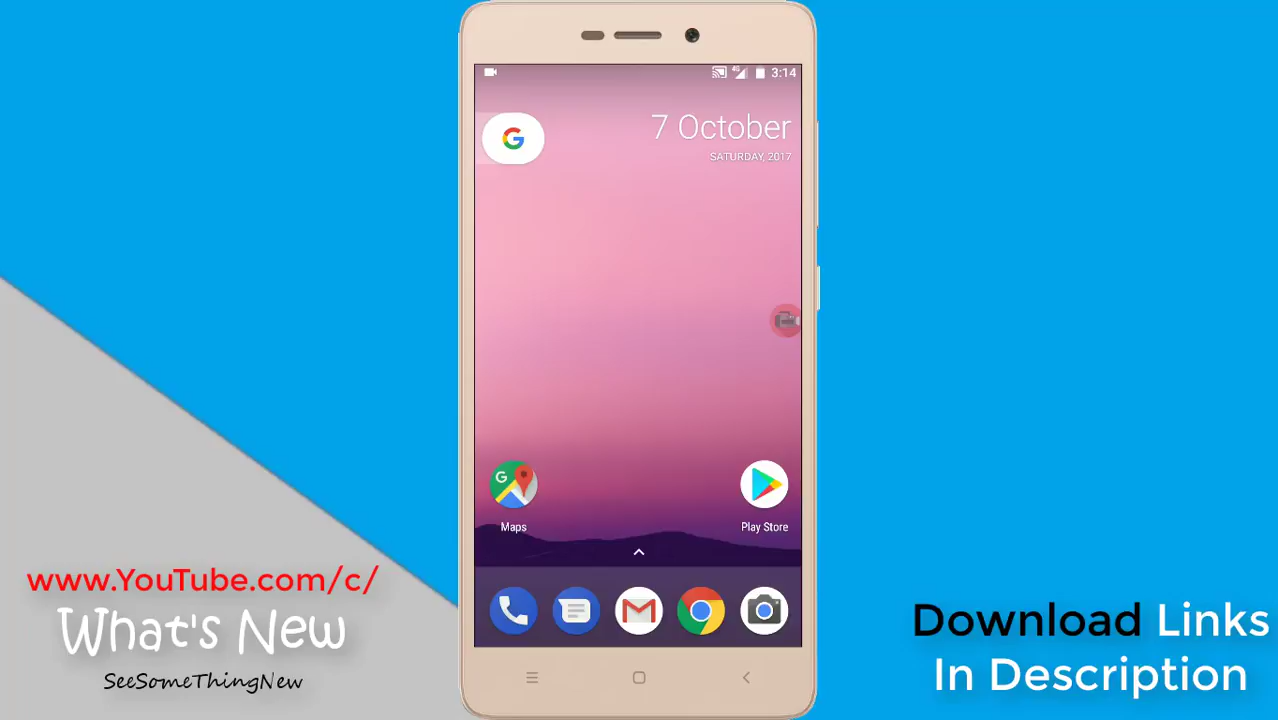 4G 3:14
G
7 October
SATURDAY, 2017
G
Maps
Play Store
www.YouTube.com/c/
What's New
SeeSomeThingNew
Download Links
In Description